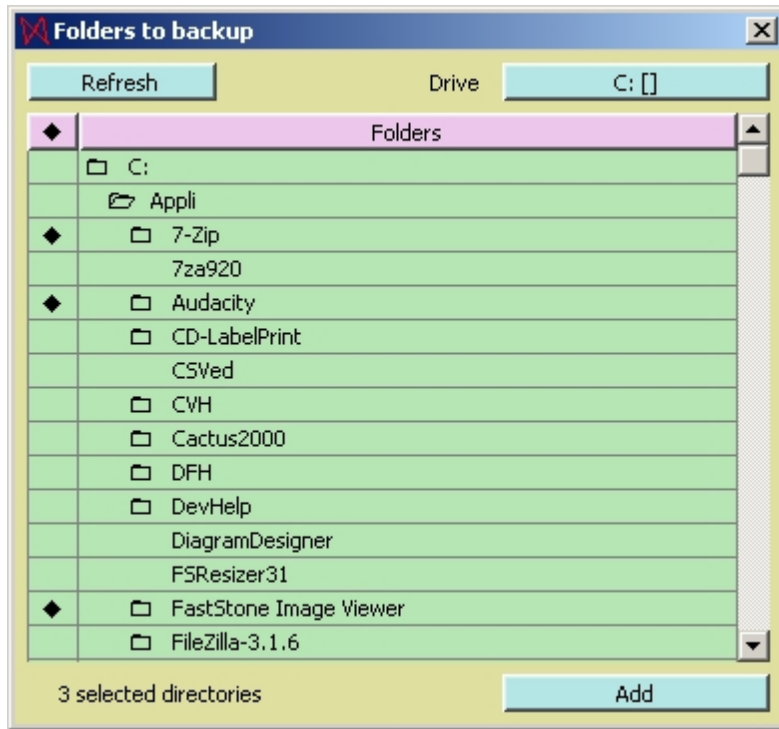 Folders to backup
Refresh Drive C: []
Folders
C:
Appli
7-Zip
7za920
Audacity
CD-LabelPrint
CSVed
CVH
Cactus2000
DFH
DevHelp
DiagramDesigner
FSResizer31
FastStone Image Viewer
FileZilla-3.1.6
3 selected directories Add